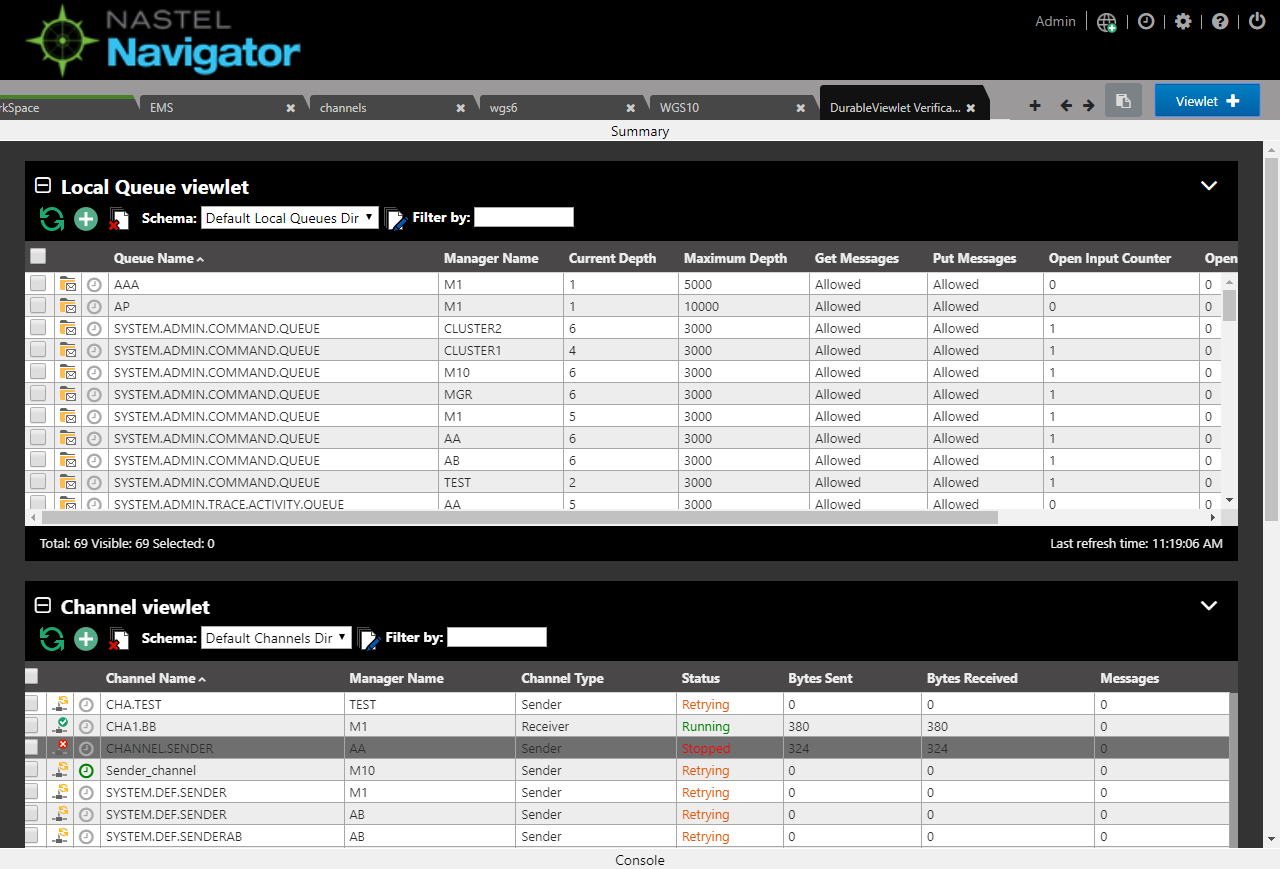 NASTEL
Navigator
Admin
rkSpace EMS channels wgs6 WGS10 DurableViewlet Verifica... Viewlet
Summary
Local Queue viewlet
Schema: Default Local Queues Dir Filter by:
Queue Name Manager Name Current Depth Maximum Depth Get Messages Put Messages Open Input Counter Open
AAA M1 1 5000 Allowed Allowed 0 0
AP M1 1 10000 Allowed Allowed 0 0
SYSTEM.ADMIN.COMMAND.QUEUE CLUSTER2 6 3000 Allowed Allowed 1 0
SYSTEM.ADMIN.COMMAND.QUEUE CLUSTER1 4 3000 Allowed Allowed 1 0
SYSTEM.ADMIN.COMMAND.QUEUE M10 6 3000 Allowed Allowed 1 0
SYSTEM.ADMIN.COMMAND.QUEUE MGR 6 3000 Allowed Allowed 1 0
SYSTEM.ADMIN.COMMAND.QUEUE M1 5 3000 Allowed Allowed 1 0
SYSTEM.ADMIN.COMMAND.QUEUE AA 6 3000 Allowed Allowed 1 0
SYSTEM.ADMIN.COMMAND.QUEUE AB 6 3000 Allowed Allowed 1 0
SYSTEM.ADMIN.COMMAND.QUEUE TEST 2 3000 Allowed Allowed 1 0
SYSTEM.ADMIN.TRACE.ACTIVITY.QUEUE AA 5 3000 Allowed Allowed 0 0
Total: 69 Visible: 69 Selected: 0 Last refresh time: 11:19:06 AM
Channel viewlet
Schema: Default Channels Dir Filter by:
Channel Name Manager Name Channel Type Status Bytes Sent Bytes Received Messages
CHA.TEST TEST Sender Retrying 0 0 0
CHA1.BB M1 Receiver Running 380 380 0
CHANNEL.SENDER AA Sender Stopped 324 324 0
Sender_channel M10 Sender Retrying 0 0 0
SYSTEM.DEF.SENDER M1 Sender Retrying 0 0 0
SYSTEM.DEF.SENDER AB Sender Retrying 0 0 0
SYSTEM.DEF.SENDERAB AB Sender Retrying 0 0 0
Console